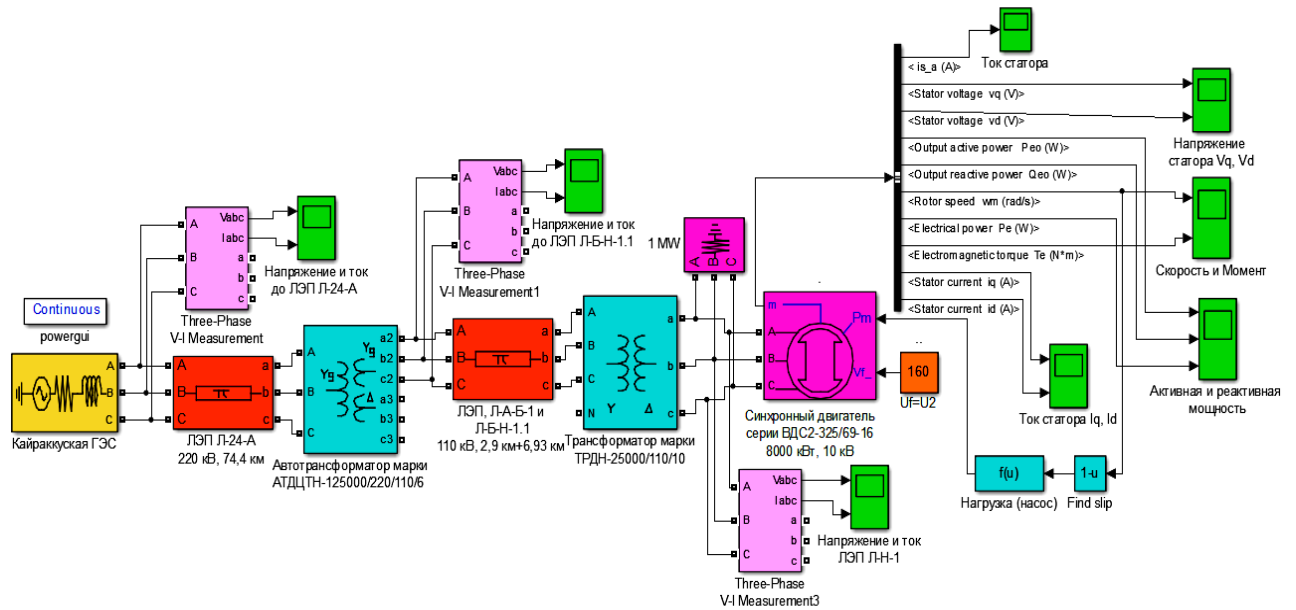 Continuous
powergui
Кайраккуская ГЭС
A
B
C
A
B
C
Vabc
Iabc
a
b
c
Three-Phase
V-I Measurement
Напряжение и ток
до ЛЭП Л-24-А
A
B
C
a
b
c
ЛЭП Л-24-А
220 кВ, 74,4 км
A
B
C
Yg
Yg
Δ
a2
b2
c2
a3
b3
c3
Автотрансформатор марки
АТДЦТН-125000/220/110/6
A
B
C
Vabc
Iabc
a
b
c
Three-Phase
V-I Measurement1
Напряжение и ток
до ЛЭП Л-Б-Н-1.1
A
B
C
a
b
c
ЛЭП, Л-А-Б-1 и
Л-Б-Н-1.1
110 кВ, 2,9 км+6,93 км
A
B
C
N
Y
Δ
a
b
c
Трансформатор марки
ТРДН-25000/110/10
1 MW
A
B
C
m
A
B
C
Pm
Vf_
Синхронный двигатель
серии ВДС2-325/69-16
8000 кВт, 10 кВ
..
160
Uf=U2
A
B
C
Vabc
Iabc
a
b
c
Three-Phase
V-I Measurement3
Напряжение и ток
ЛЭП Л-Н-1
< is_a (A)>
<Stator voltage vq (V)>
<Stator voltage vd (V)>
<Output active power Peo (W)>
<Output reactive power Qeo (W)>
<Rotor speed wm (rad/s)>
<Electrical power Pe (W)>
<Electromagnetic torque Te (N*m)>
<Stator current iq (A)>
<Stator current id (A)>
Ток статора
Напряжение
статора Vq, Vd
Скорость и Момент
Активная и реактивная
мощность
Ток статора Iq, Id
f(u)
Нагрузка (насос)
1-u
Find slip